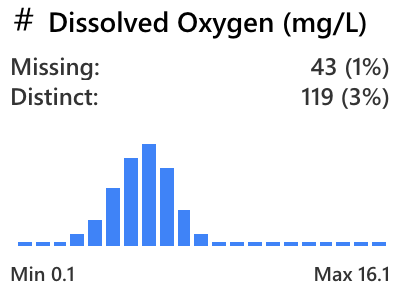 # Dissolved Oxygen (mg/L)
Missing: 43 (1%)
Distinct: 119 (3%)
Min 0.1 Max 16.1